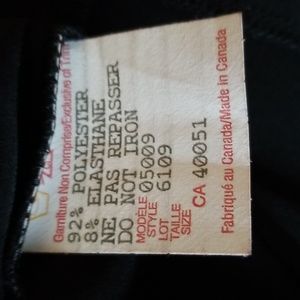 Garniture Non Comprise/Exclusive of Trim
92% POLYESTER
8% ELASTHANE
NE PAS REPASSER
DO NOT IRON
MODÈLE
STYLE 05009
LOT 6109
TAILLE
SIZE CA 40051
Fabriqué au Canada/Made in Canada